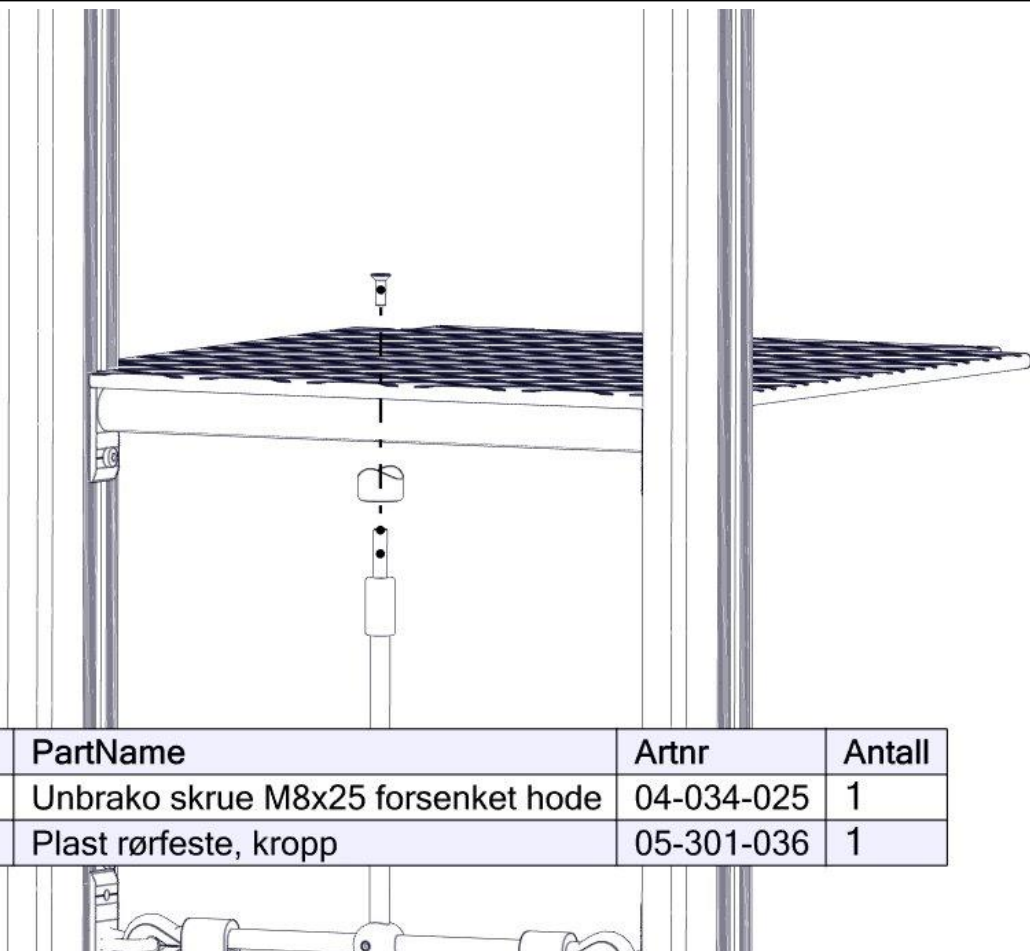 PartName Artnr Antall
Unbrako skrue M8x25 forsenket hode 04-034-025 1
Plast rørfeste, kropp 05-301-036 1